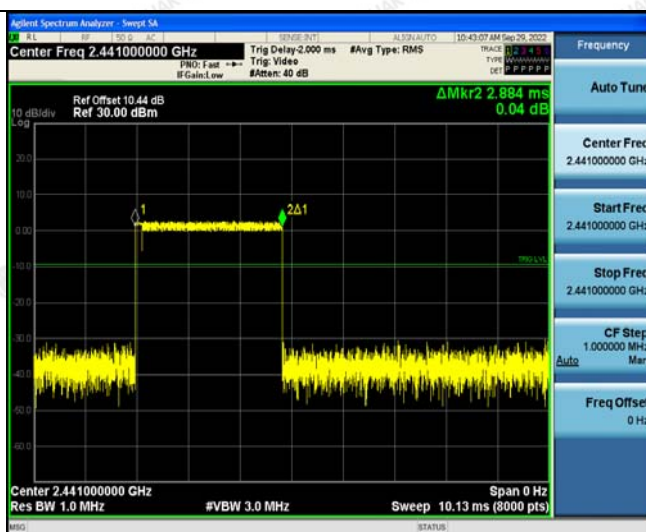 Agilent Spectrum Analyzer - Swept SA
RL RF 50 Ω AC SENSE:INT ALIGN AUTO 10:43:07 AM Sep 29, 2022
Center Freq 2.441000000 GHz
PNO: Fast
IFGain:Low
Trig Delay-2.000 ms
Trig: Video
#Atten: 40 dB
#Avg Type: RMS
TRACE 1 2 3 4 5 6
TYPE
DET P P P P P P
Frequency
Auto Tune
Center Freq
2.441000000 GHz
Start Freq
2.441000000 GHz
Stop Freq
2.441000000 GHz
CF Step
1.000000 MHz
Auto Man
Freq Offset
0 Hz
ΔMkr2 2.884 ms
0.04 dB
Ref Offset 10.44 dB
Ref 30.00 dBm
10 dB/div
Log
20.0
10.0
0.00
-10.0
-20.0
-30.0
-40.0
-50.0
-60.0
1
2Δ1
TRIG LVL
Center 2.441000000 GHz
Res BW 1.0 MHz
#VBW 3.0 MHz
Span 0 Hz
Sweep 10.13 ms (8000 pts)
MSG
STATUS